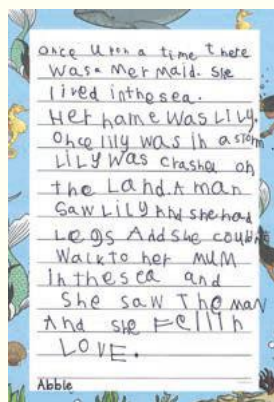 once upon a time there
was a mermaid. she
lived inthesea.
Her name was LiLy.
Once lily was in a storm
LiLy was crashed on
the Land. A man
Saw LiLy And she had
LeGs And she couldn't
Walk to her MUM
in the sea and
She saw The man
And she Fell in
LOVE.
Abbie